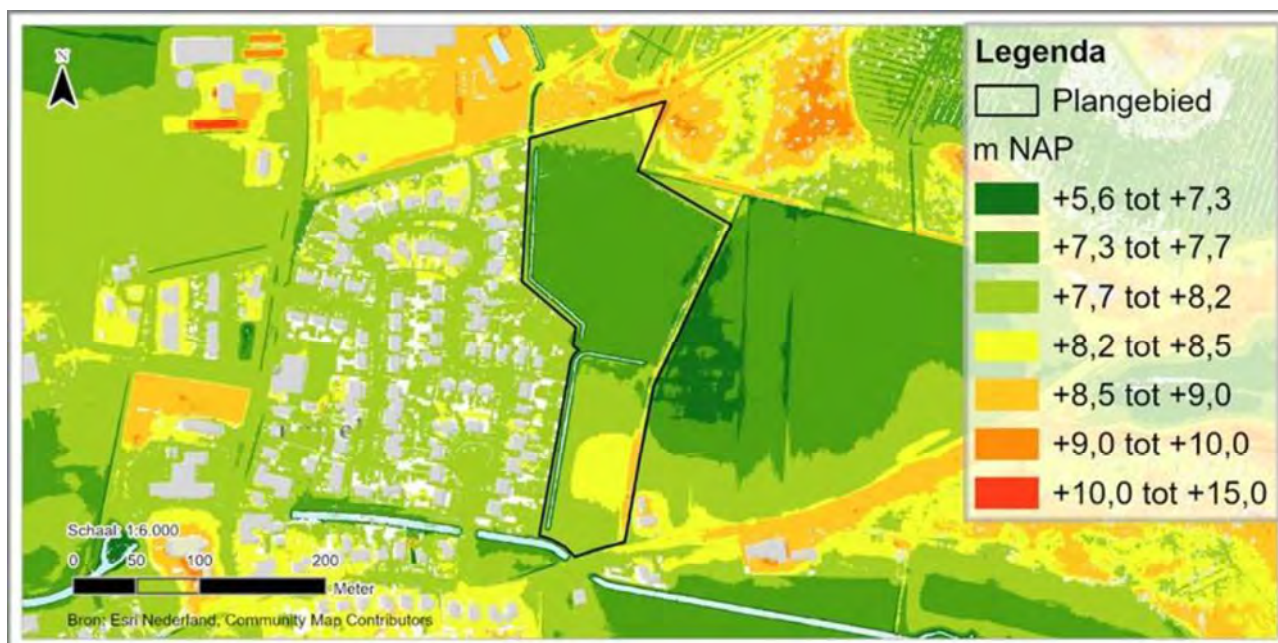 N
Legenda
Plangebied
m NAP
+5,6 tot +7,3
+7,3 tot +7,7
+7,7 tot +8,2
+8,2 tot +8,5
+8,5 tot +9,0
+9,0 tot +10,0
+10,0 tot +15,0
Schaal: 1:6.000
0 50 100 200
Meter
Bron: Esri Nederland, Community Map Contributors